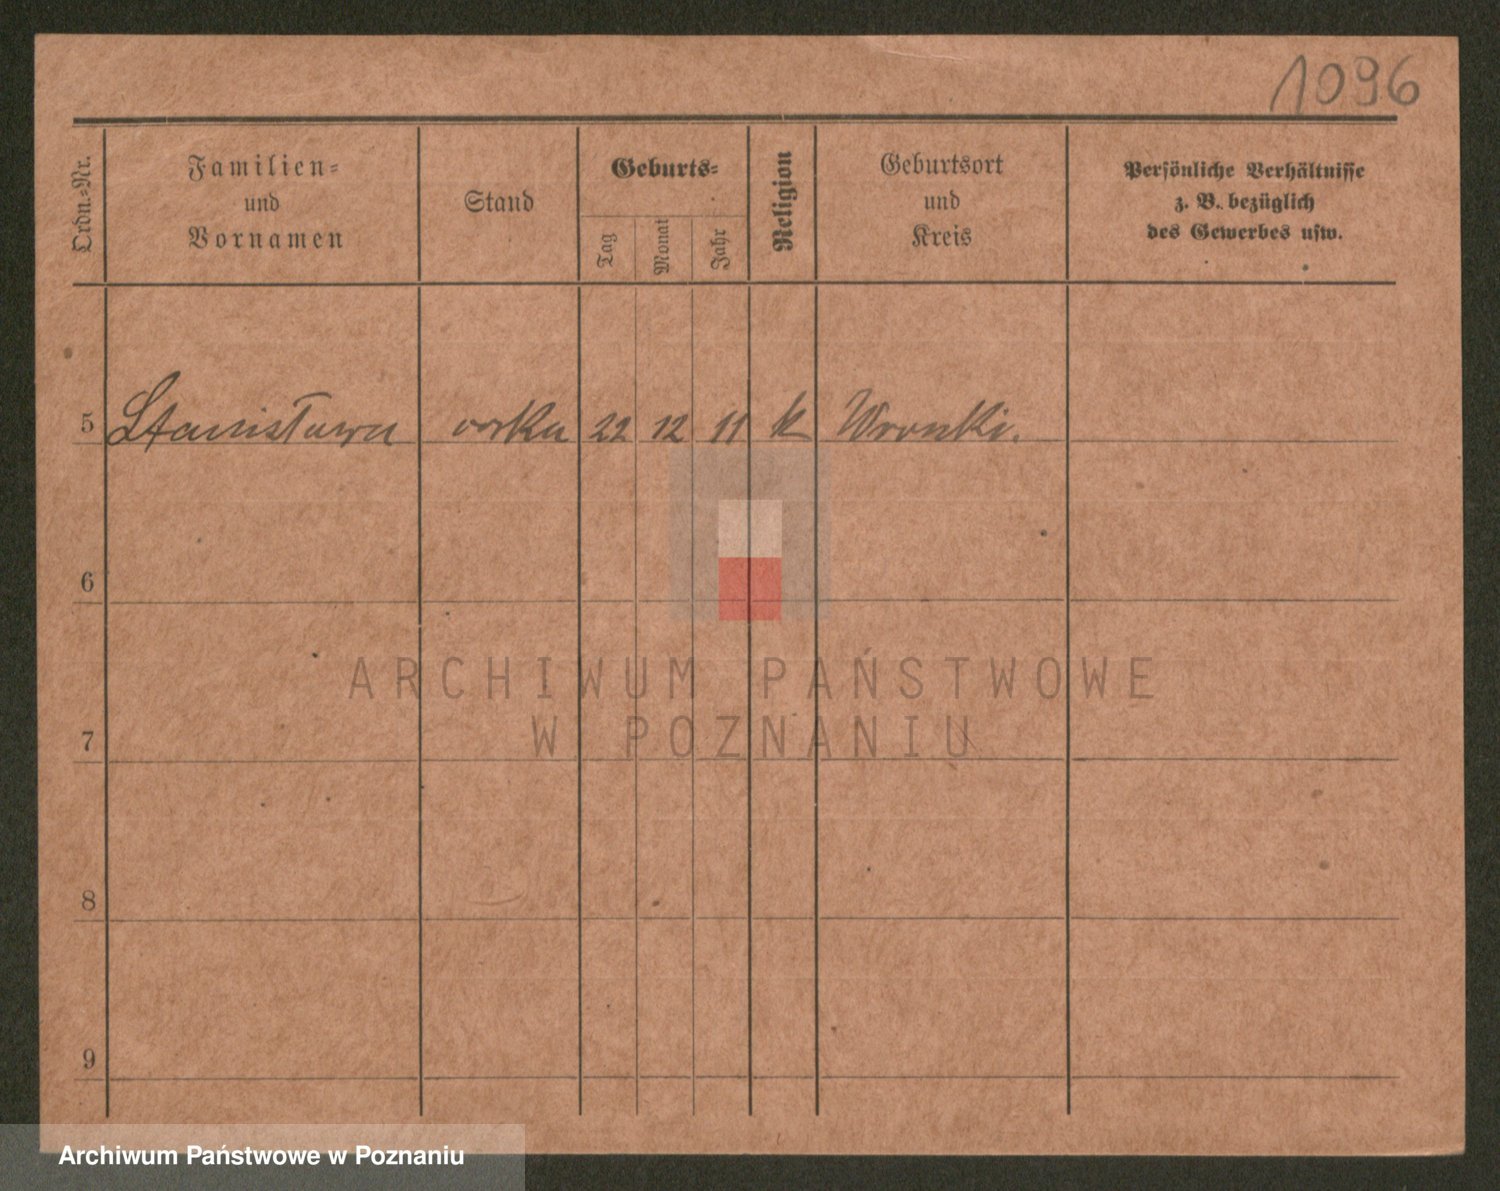 1096
Ordn.-Nr.
Familien-
und
Vornamen
Stand
Geburts-
Tag
Monat
Jahr
Religion
Geburtsort
und
Kreis
Persönliche Verhältnisse
z. B. bezüglich
des Gewerbes usw.
5 Stanisława corka 22 12 11 k Wronki.
6
7
8
9
ARCHIWUM PAŃSTWOWE
W POZNANIU
Archiwum Państwowe w Poznaniu